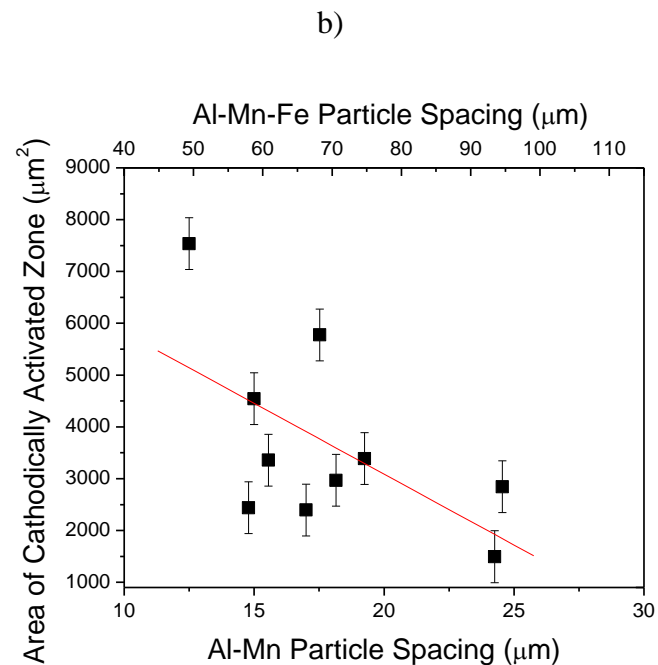 b)
Al-Mn-Fe Particle Spacing (μm)
40 50 60 70 80 90 100 110
Area of Cathodically Activated Zone (μm²)
9000
8000
7000
6000
5000
4000
3000
2000
1000
10 15 20 25 30
Al-Mn Particle Spacing (μm)